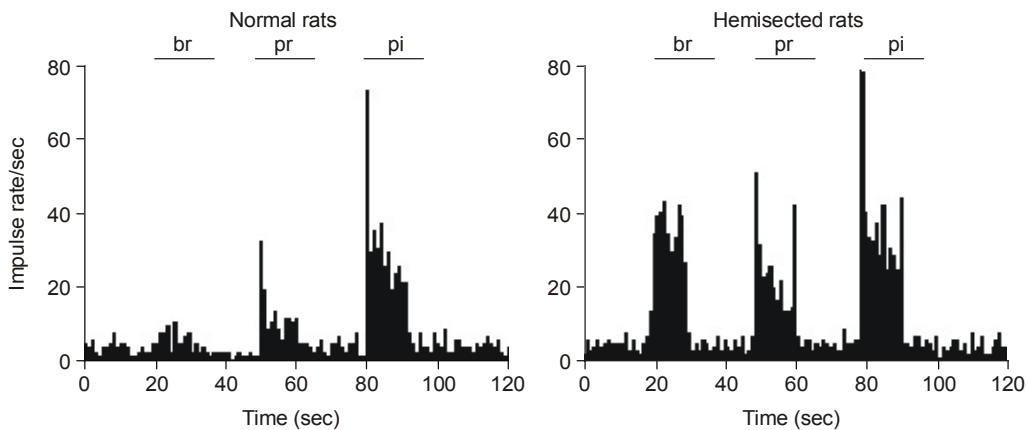 Normal rats
br pr pi
80
60
40
20
0
0 20 40 60 80 100 120
Impulse rate/sec
Time (sec)
Hemisected rats
br pr pi
80
60
40
20
0
0 20 40 60 80 100 120
Time (sec)